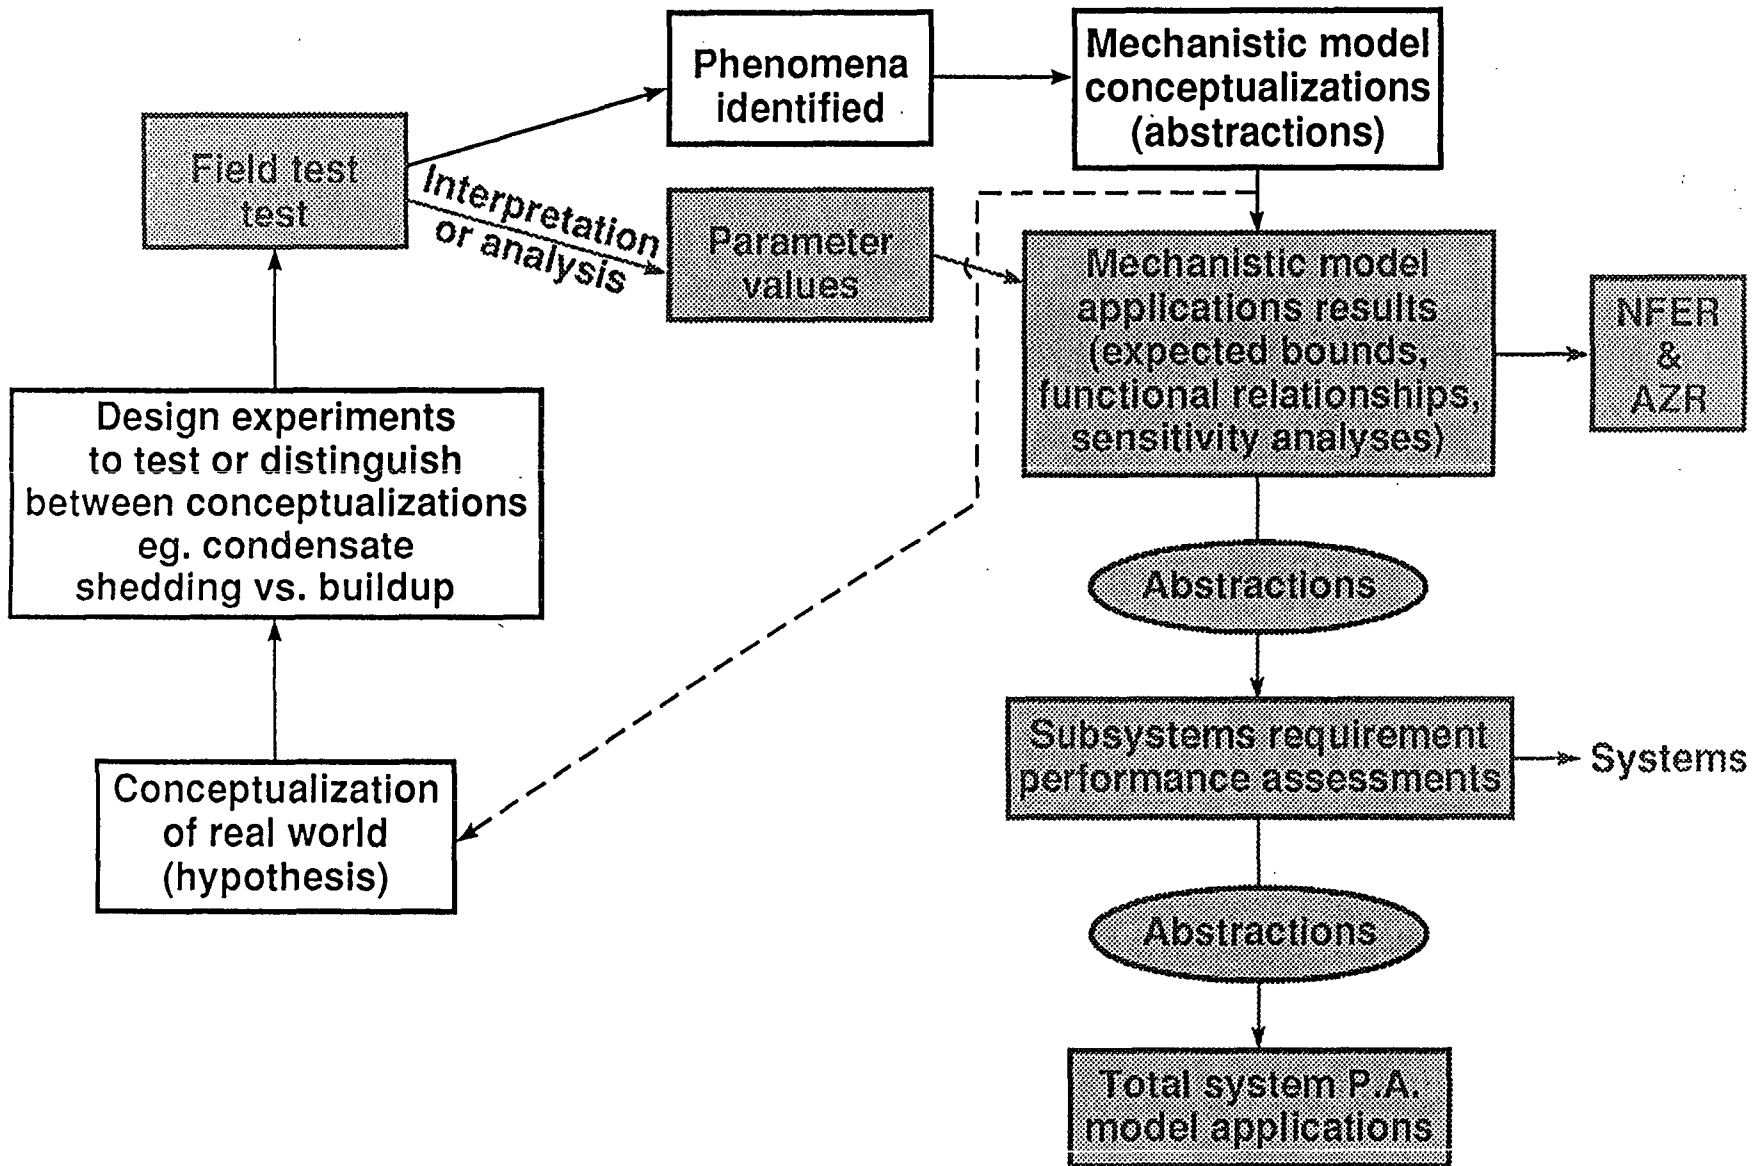 Phenomena
identified
Mechanistic model
conceptualizations
(abstractions)
Field test
test
Interpretation
or analysis
Parameter
values
Mechanistic model
applications results
(expected bounds,
functional relationships,
sensitivity analyses)
NFER
&
AZR
Design experiments
to test or distinguish
between conceptualizations
eg. condensate
shedding vs. buildup
Abstractions
Subsystems requirement
performance assessments
Systems
Conceptualization
of real world
(hypothesis)
Abstractions
Total system P.A.
model applications